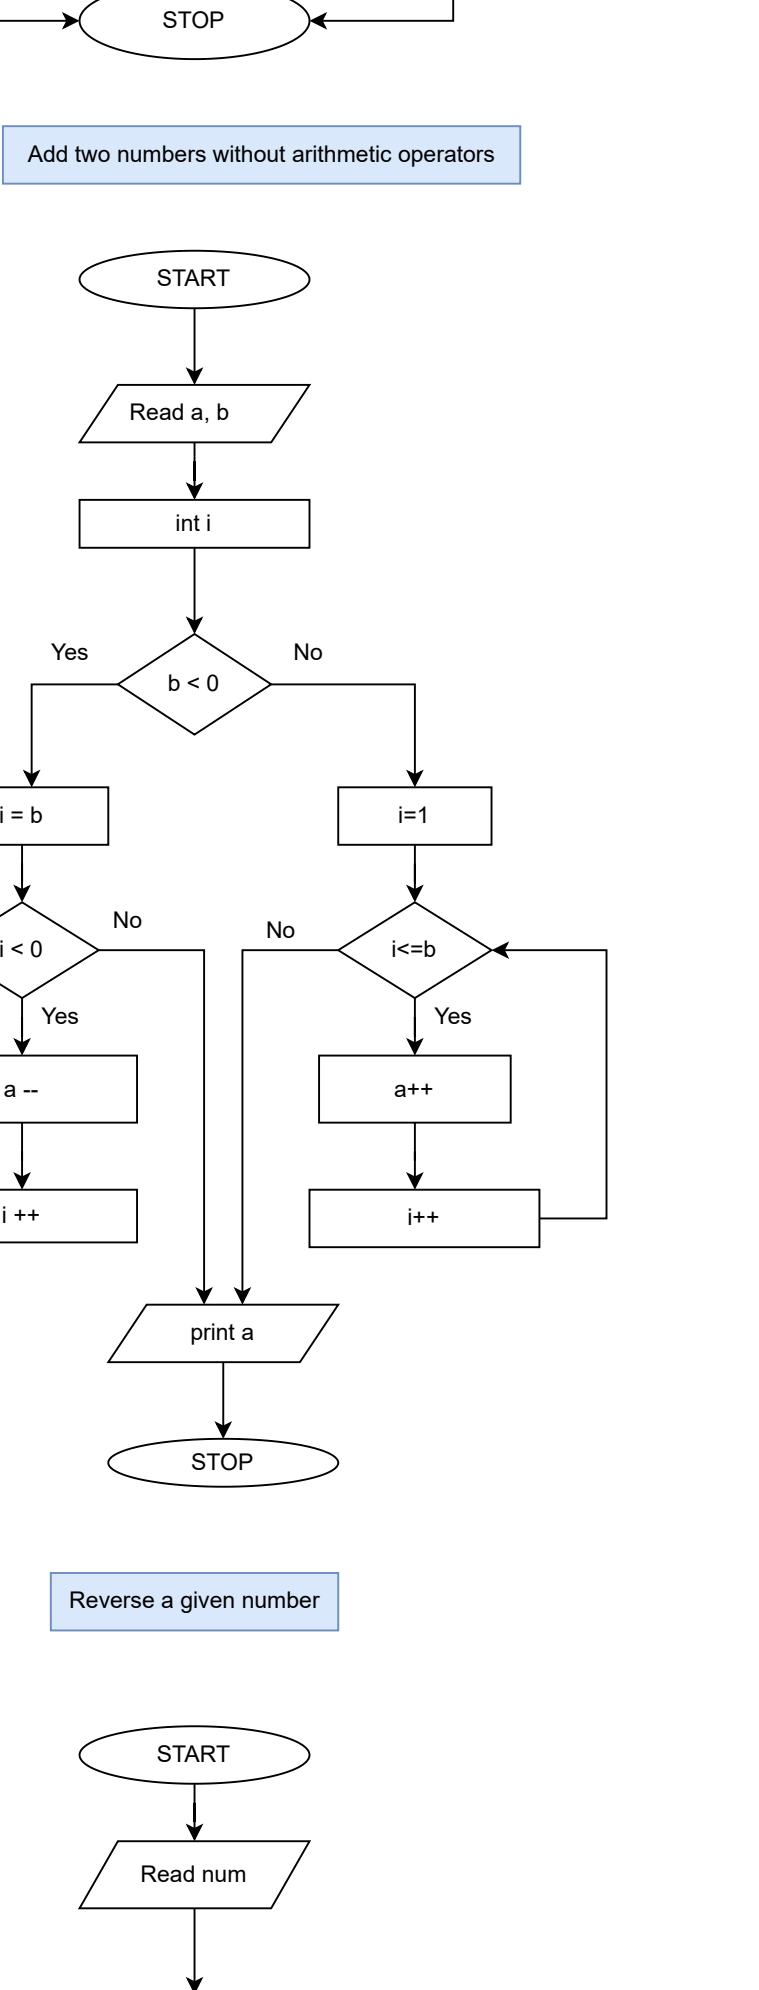 STOP
Add two numbers without arithmetic operators
START
Read a, b
int i
Yes
No
b < 0
i = b
i=1
No
No
i < 0
i<=b
Yes
Yes
a --
a++
i ++
i++
print a
STOP
Reverse a given number
START
Read num